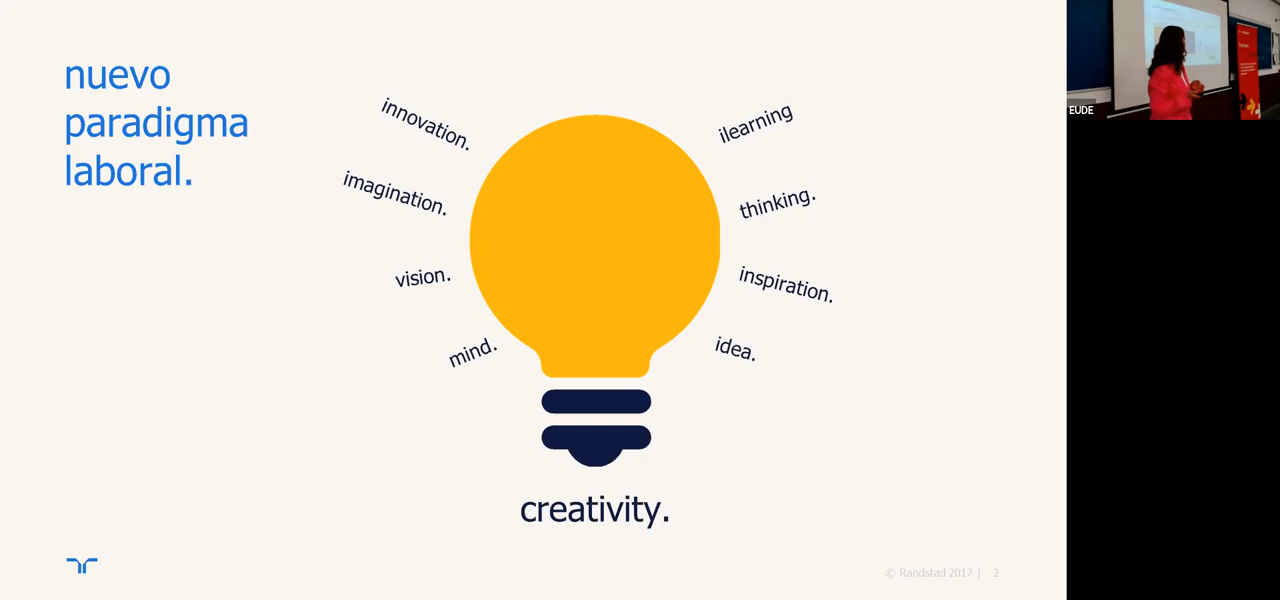 nuevo
paradigma
laboral.
innovation.
imagination.
vision.
mind.
ilearning
thinking.
inspiration.
idea.
creativity.
© Randstad 2017 | 2
EUDE